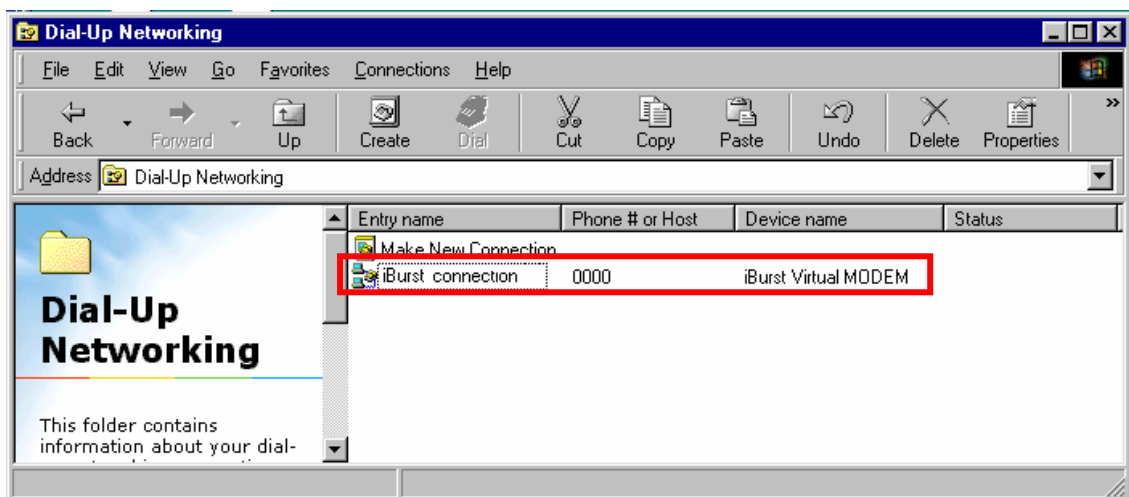 Dial-Up Networking
File Edit View Go Favorites Connections Help
»
Back Forward Up Create Dial Cut Copy Paste Undo Delete Properties
Address Dial-Up Networking
Entry name Phone # or Host Device name Status
Make New Connection
iBurst connection 0000 iBurst Virtual MODEM
Dial-Up
Networking
This folder contains
information about your dial-